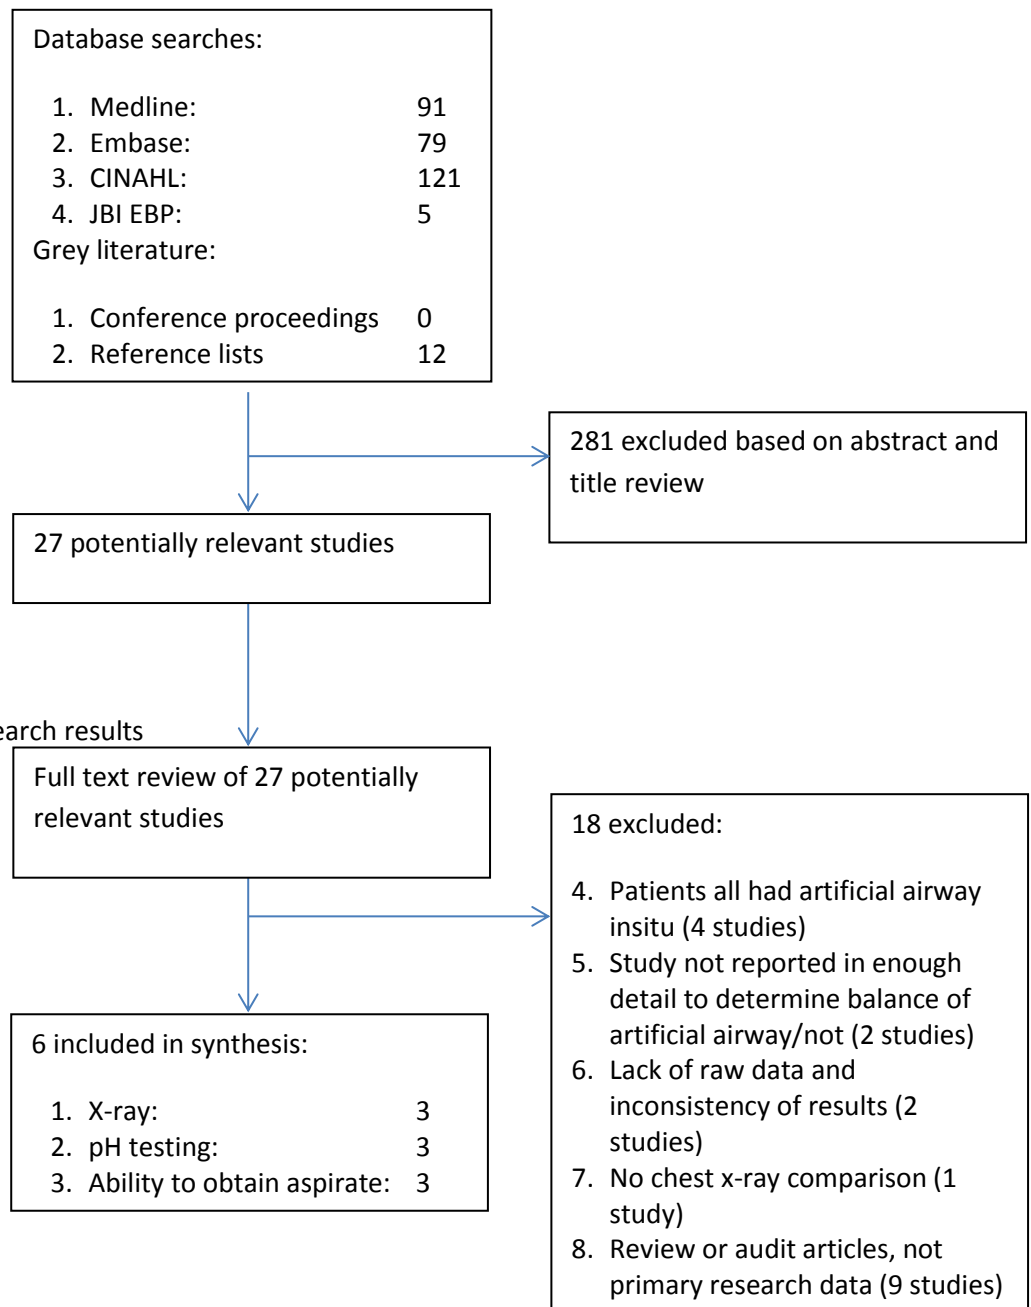 Database searches:
1. Medline: 91
2. Embase: 79
3. CINAHL: 121
4. JBI EBP: 5
Grey literature:
1. Conference proceedings 0
2. Reference lists 12
281 excluded based on abstract and
title review
27 potentially relevant studies
earch results
Full text review of 27 potentially
relevant studies
18 excluded:
4. Patients all had artificial airway
insitu (4 studies)
5. Study not reported in enough
detail to determine balance of
artificial airway/not (2 studies)
6. Lack of raw data and
inconsistency of results (2
studies)
7. No chest x-ray comparison (1
study)
8. Review or audit articles, not
primary research data (9 studies)
6 included in synthesis:
1. X-ray: 3
2. pH testing: 3
3. Ability to obtain aspirate: 3